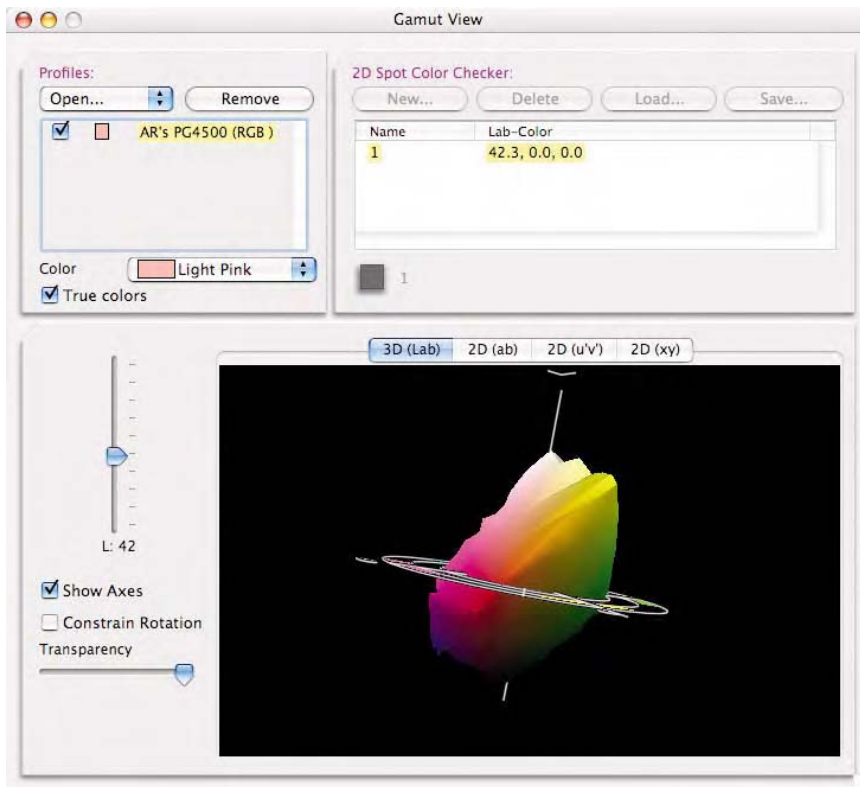 Gamut View
Profiles:
Open... Remove
AR's PG4500 (RGB )
Color Light Pink
True colors
2D Spot Color Checker:
New... Delete Load... Save...
Name Lab-Color
1 42.3, 0.0, 0.0
1
3D (Lab) 2D (ab) 2D (u'v') 2D (xy)
L: 42
Show Axes
Constrain Rotation
Transparency